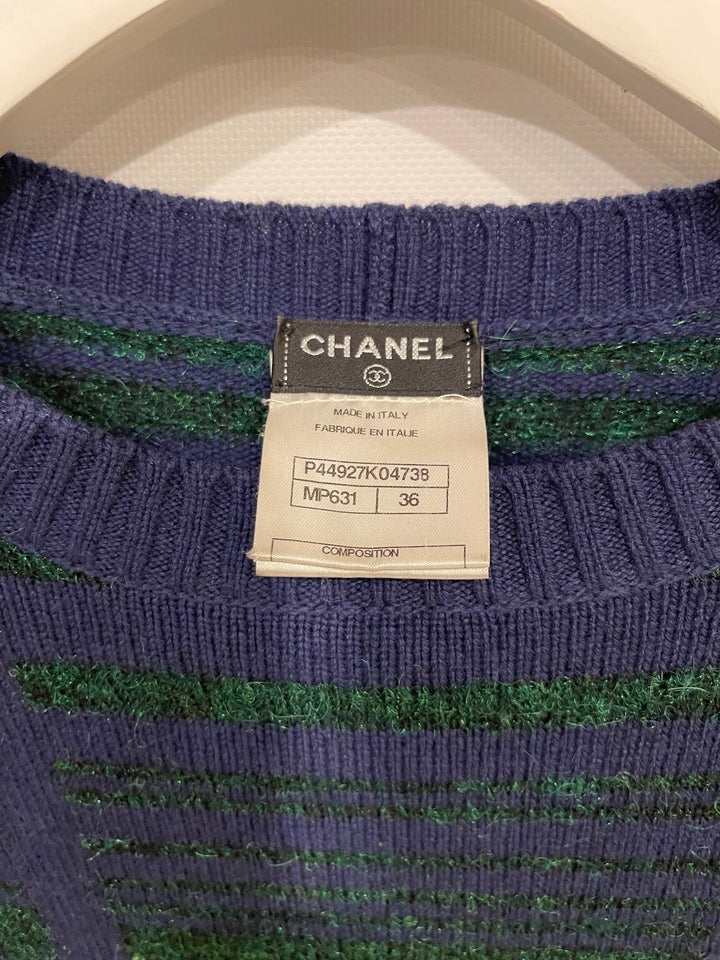 CHANEL
MADE IN ITALY
FABRIQUE EN ITALIE
P44927K04738
MP631 36
COMPOSITION